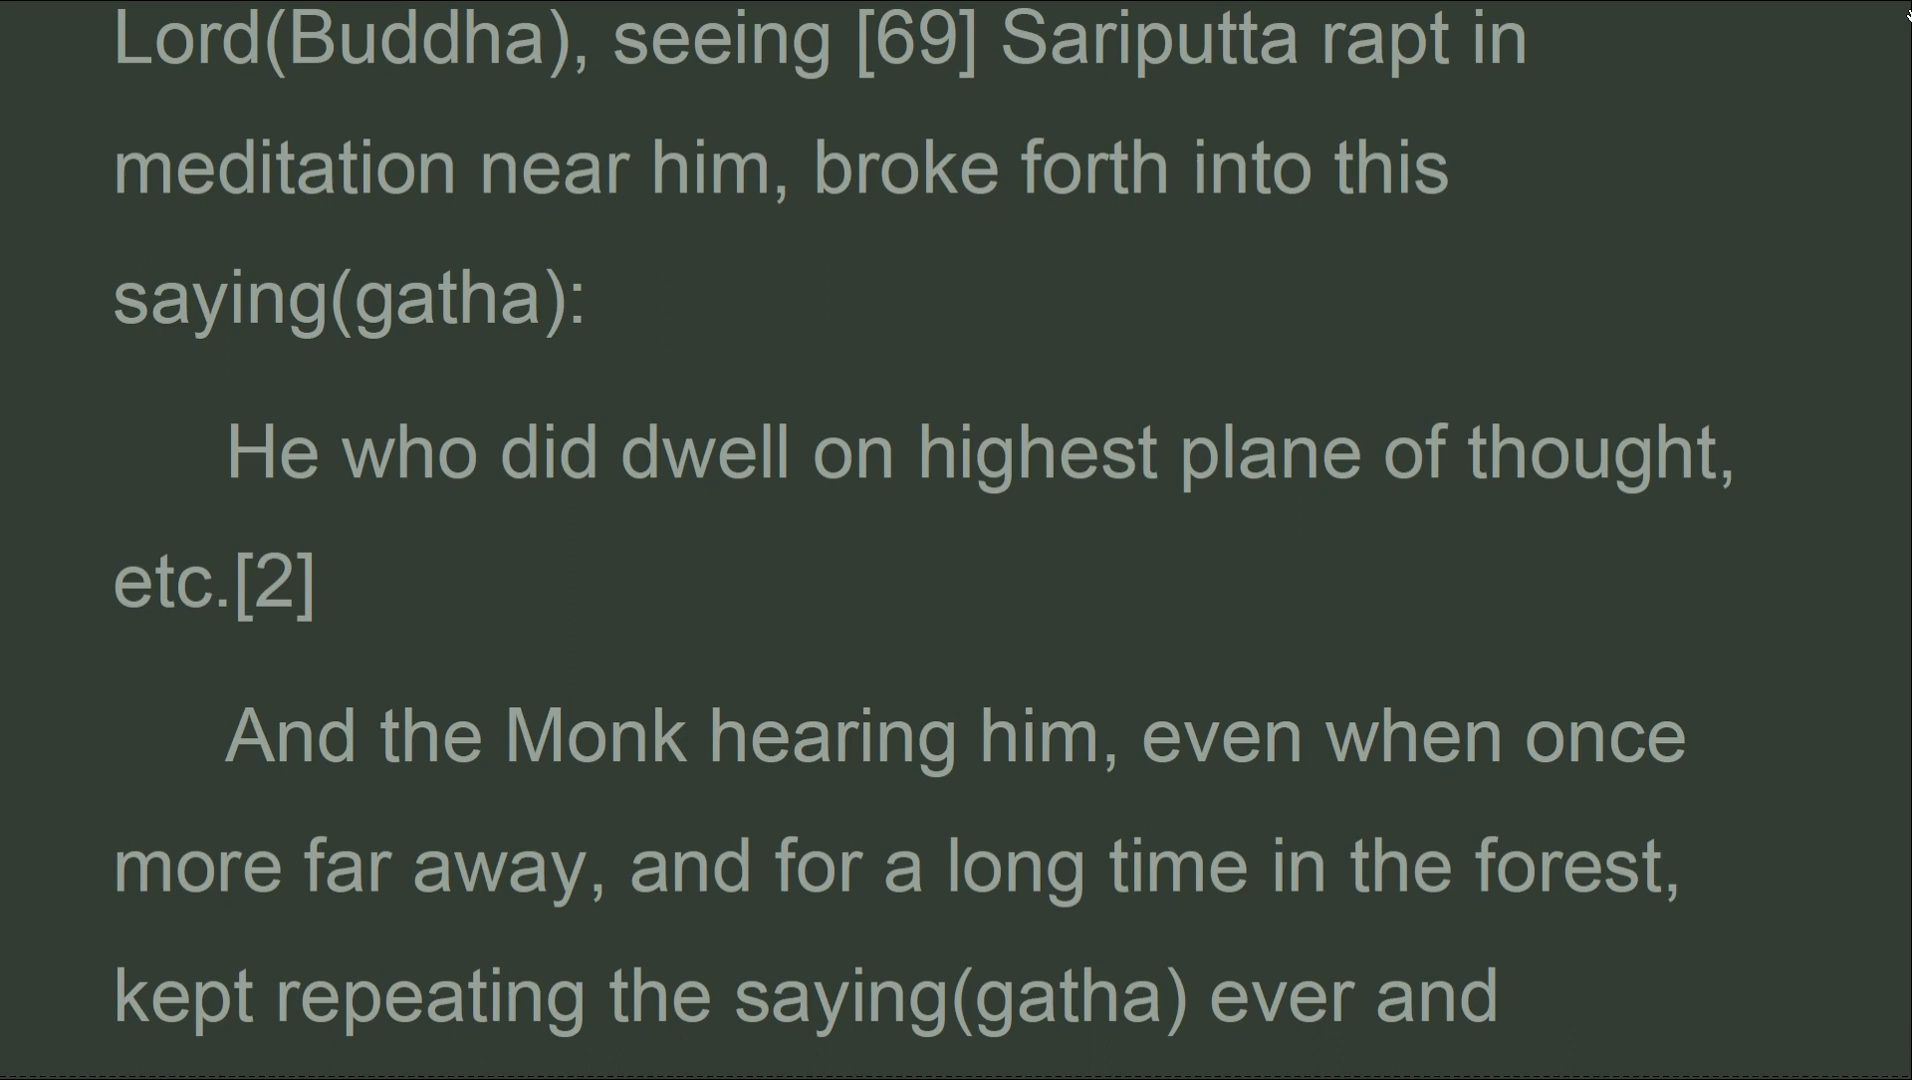 Lord(Buddha), seeing [69] Sariputta rapt in
meditation near him, broke forth into this
saying(gatha):
He who did dwell on highest plane of thought,
etc.[2]
And the Monk hearing him, even when once
more far away, and for a long time in the forest,
kept repeating the saying(gatha) ever and